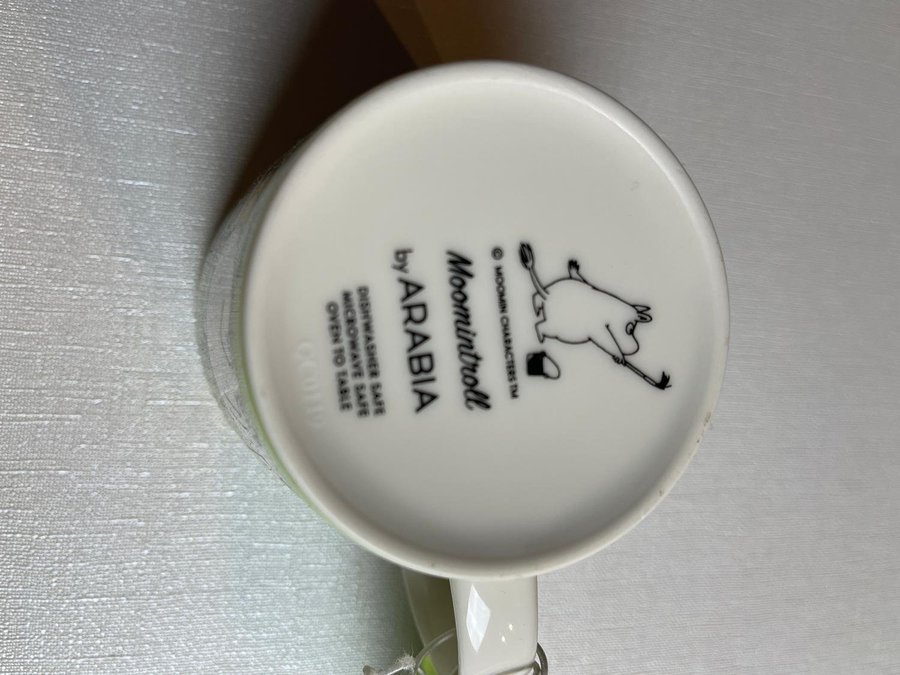 © MOOMIN CHARACTERS TM
Moomintroll
by ARABIA
DISHWASHER SAFE
MICROWAVE SAFE
OVEN TO TABLE